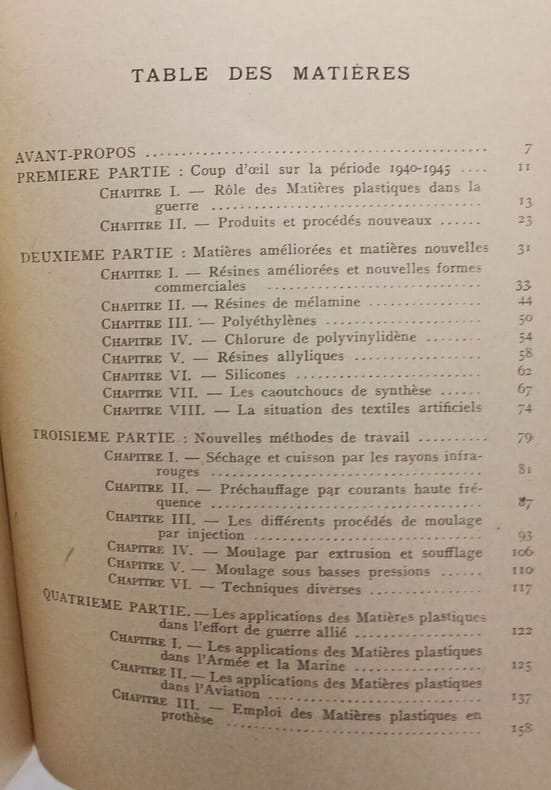 TABLE DES MATIÈRES
AVANT-PROPOS .......... 7
PREMIERE PARTIE : Coup d'œil sur la période 1940-1945 .... 11
CHAPITRE I. — Rôle des Matières plastiques dans la
guerre .......... 13
CHAPITRE II. — Produits et procédés nouveaux ...... 23
DEUXIEME PARTIE : Matières améliorées et matières nouvelles 31
CHAPITRE I. — Résines améliorées et nouvelles formes
commerciales .......... 33
CHAPITRE II. — Résines de mélamine .......... 44
CHAPITRE III. — Polyéthylènes .......... 50
CHAPITRE IV. — Chlorure de polyvinylidène ........ 54
CHAPITRE V. — Résines allyliques .......... 58
CHAPITRE VI. — Silicones .......... 62
CHAPITRE VII. — Les caoutchoucs de synthèse ...... 67
CHAPITRE VIII. — La situation des textiles artificiels 74
TROISIEME PARTIE : Nouvelles méthodes de travail .......... 79
CHAPITRE I. — Séchage et cuisson par les rayons infra-
rouges .......... 81
CHAPITRE II. — Préchauffage par courants haute fré-
quence .......... 87
CHAPITRE III. — Les différents procédés de moulage
par injection .......... 93
CHAPITRE IV. — Moulage par extrusion et soufflage 106
CHAPITRE V. — Moulage sous basses pressions ...... 110
CHAPITRE VI. — Techniques diverses .......... 117
QUATRIEME PARTIE. — Les applications des Matières plastiques
dans l'effort de guerre allié .......... 122
CHAPITRE I. — Les applications des Matières plastiques
dans l'Armée et la Marine .......... 125
CHAPITRE II. — Les applications des Matières plastiques
dans l'Aviation .......... 137
CHAPITRE III. — Emploi des Matières plastiques en
prothèse .......... 158